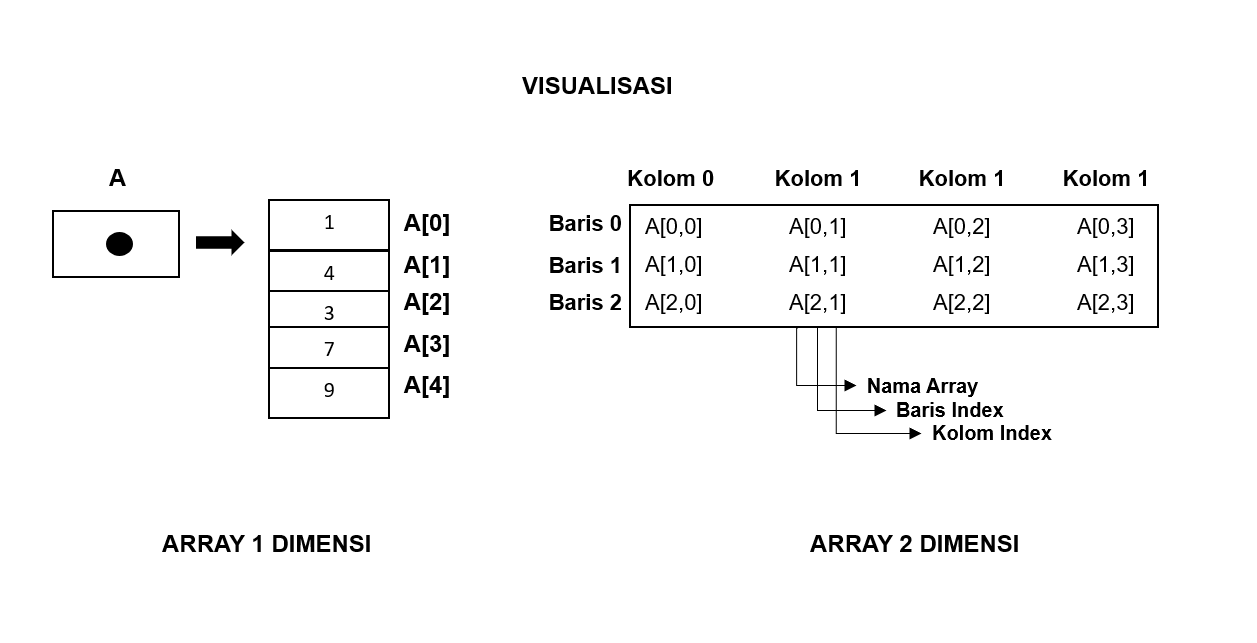 VISUALISASI
A
1 A[0]
4 A[1]
3 A[2]
7 A[3]
9 A[4]
ARRAY 1 DIMENSI
Kolom 0 Kolom 1 Kolom 1 Kolom 1
Baris 0 A[0,0] A[0,1] A[0,2] A[0,3]
Baris 1 A[1,0] A[1,1] A[1,2] A[1,3]
Baris 2 A[2,0] A[2,1] A[2,2] A[2,3]
Nama Array
Baris Index
Kolom Index
ARRAY 2 DIMENSI